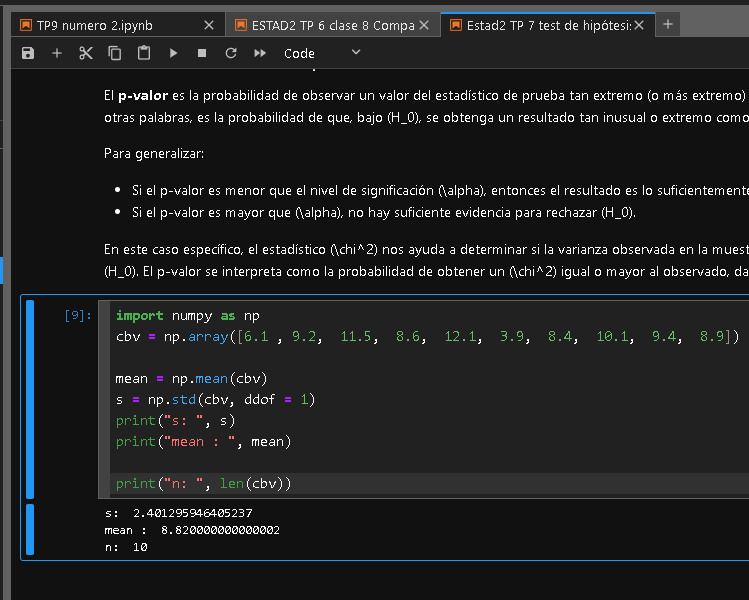 TP9 numero 2.ipynb
ESTAD2 TP 6 clase 8 Compa
Estad2 TP 7 test de hipótesis
Code
El p-valor es la probabilidad de observar un valor del estadístico de prueba tan extremo (o más extremo)
otras palabras, es la probabilidad de que, bajo (H_0), se obtenga un resultado tan inusual o extremo como
Para generalizar:
• Si el p-valor es menor que el nivel de significación (\alpha), entonces el resultado es lo suficientemente
• Si el p-valor es mayor que (\alpha), no hay suficiente evidencia para rechazar (H_0).
En este caso específico, el estadístico (\chi^2) nos ayuda a determinar si la varianza observada en la muest
(H_0). El p-valor se interpreta como la probabilidad de obtener un (\chi^2) igual o mayor al observado, da
[9]:
import numpy as np
cbv = np.array([6.1 , 9.2,  11.5,  8.6,  12.1,  3.9,  8.4,  10.1,  9.4,  8.9])
mean = np.mean(cbv)
s = np.std(cbv, ddof = 1)
print("s: ", s)
print("mean : ", mean)
print("n: ", len(cbv))
s:  2.401295946405237
mean :  8.820000000000002
n:  10